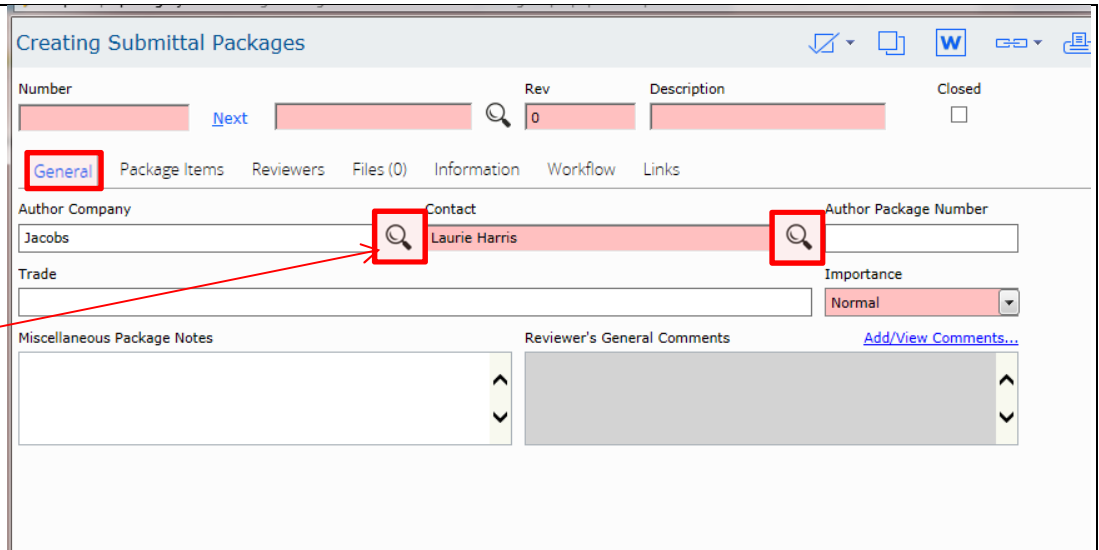 Creating Submittal Packages
W
Number Rev Description Closed
Next 0
General Package Items Reviewers Files (0) Information Workflow Links
Author Company Contact Author Package Number
Jacobs Laurie Harris
Trade Importance
Normal
Miscellaneous Package Notes Reviewer's General Comments Add/View Comments...